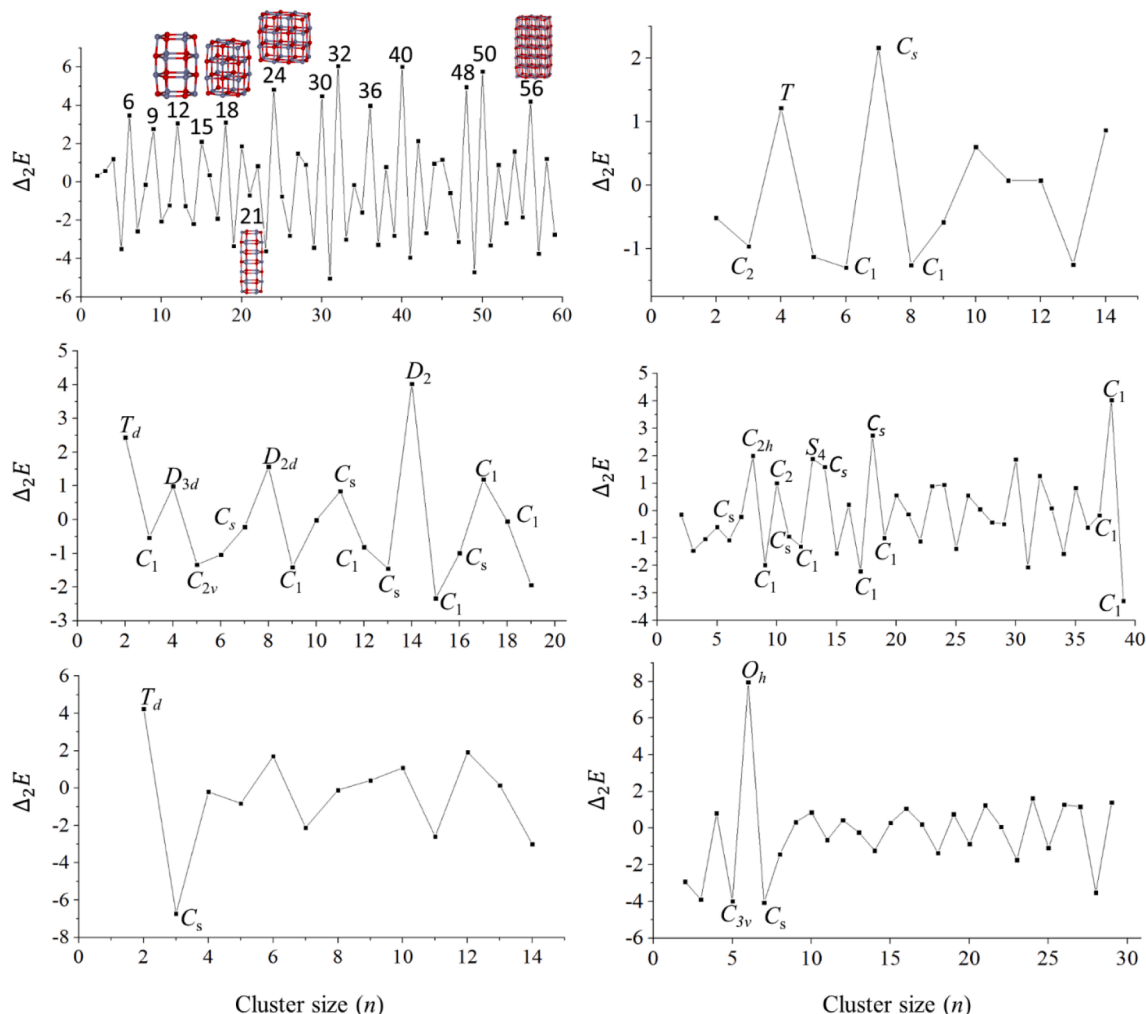 Δ₂E
6
4
2
0
-2
-4
-6
0
10
20
30
40
50
60
6
9
12
15
18
21
24
30
32
36
40
48
50
56
Δ₂E
2
1
0
-1
0
2
4
6
8
10
12
14
C₂
T
C₁
Cₛ
C₁
Δ₂E
5
4
3
2
1
0
-1
-2
-3
0
2
4
6
8
10
12
14
16
18
20
T_d
C₁
D₃d
C₂ᵥ
Cₛ
D₂d
C₁
Cₛ
C₁
Cₛ
D₂
C₁
Cₛ
C₁
C₁
Δ₂E
5
4
3
2
1
0
-1
-2
-3
-4
0
5
10
15
20
25
30
35
40
Cₛ
C₂ₕ
C₁
C₂
Cₛ
C₁
S₄
Cₛ
C₁
Cₛ
C₁
C₁
C₁
C₁
Δ₂E
6
4
2
0
-2
-4
-6
-8
0
2
4
6
8
10
12
14
T_d
Cₛ
Cluster size (n)
Δ₂E
8
6
4
2
0
-2
-4
-6
0
5
10
15
20
25
30
C₃ᵥ
Oₕ
Cₛ
Cluster size (n)